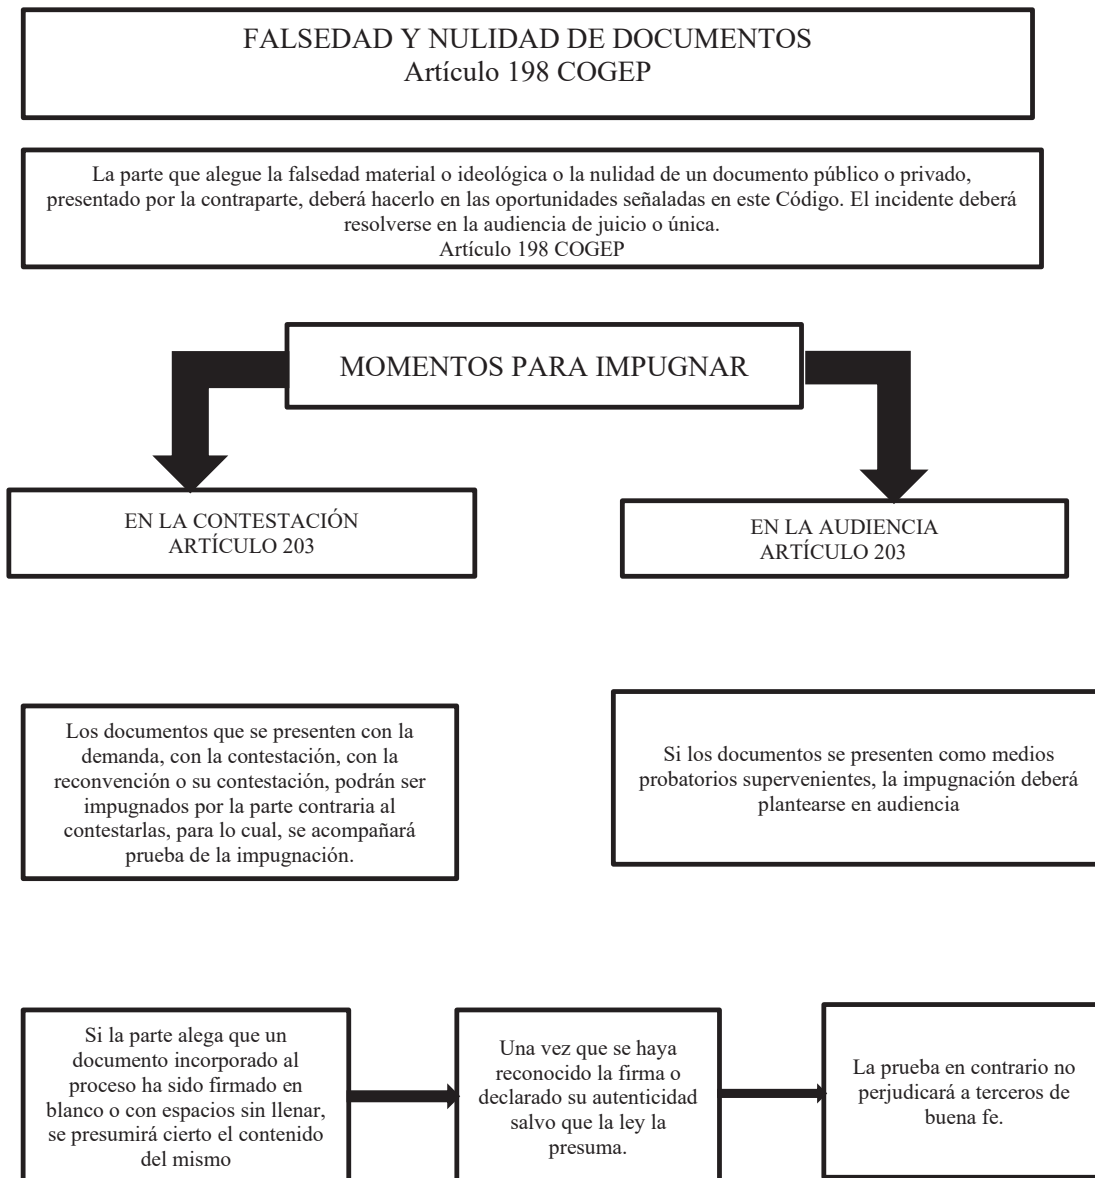 FALSEDAD Y NULIDAD DE DOCUMENTOS
Artículo 198 COGEP
La parte que alegue la falsedad material o ideológica o la nulidad de un documento público o privado,
presentado por la contraparte, deberá hacerlo en las oportunidades señaladas en este Código. El incidente deberá
resolverse en la audiencia de juicio o única.
Artículo 198 COGEP
MOMENTOS PARA IMPUGNAR
EN LA CONTESTACIÓN
ARTÍCULO 203
EN LA AUDIENCIA
ARTÍCULO 203
Los documentos que se presenten con la
demanda, con la contestación, con la
reconvención o su contestación, podrán ser
impugnados por la parte contraria al
contestarlas, para lo cual, se acompañará
prueba de la impugnación.
Si los documentos se presenten como medios
probatorios supervenientes, la impugnación deberá
plantearse en audiencia
Si la parte alega que un
documento incorporado al
proceso ha sido firmado en
blanco o con espacios sin llenar,
se presumirá cierto el contenido
del mismo
Una vez que se haya
reconocido la firma o
declarado su autenticidad
salvo que la ley la
presuma.
La prueba en contrario no
perjudicará a terceros de
buena fe.